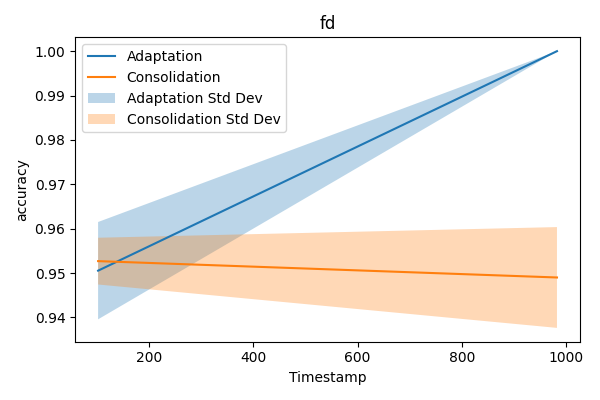 fd
Adaptation
Consolidation
Adaptation Std Dev
Consolidation Std Dev
1.00
0.99
0.98
0.97
0.96
0.95
0.94
accuracy
200
400
600
800
1000
Timestamp